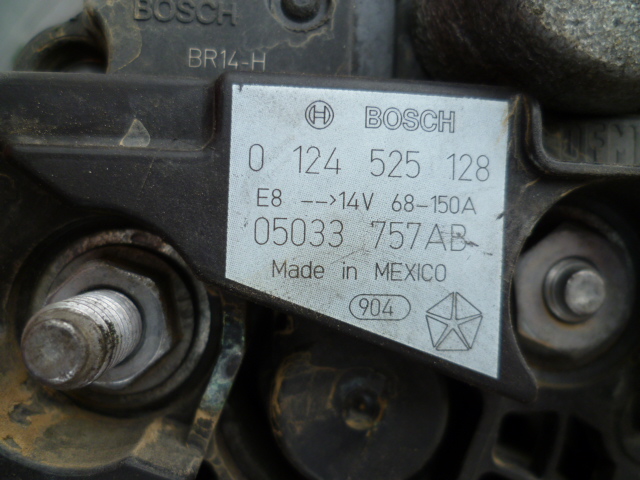 BOSCH
BR14-H
BOSCH
0 124 525 128
E8 -->14V 68-150A
05033 757AB
Made in MEXICO
904